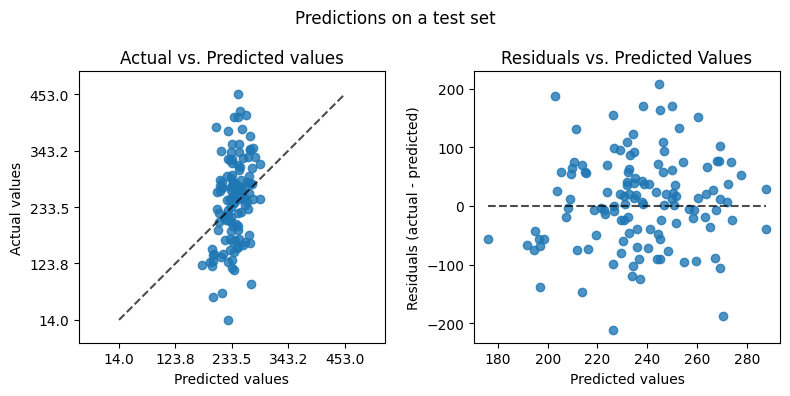 Predictions on a test set
Actual vs. Predicted values
Actual values
453.0
343.2
233.5
123.8
14.0
14.0 123.8 233.5 343.2 453.0
Predicted values
Residuals vs. Predicted Values
Residuals (actual - predicted)
200
100
0
−100
−200
180 200 220 240 260 280
Predicted values